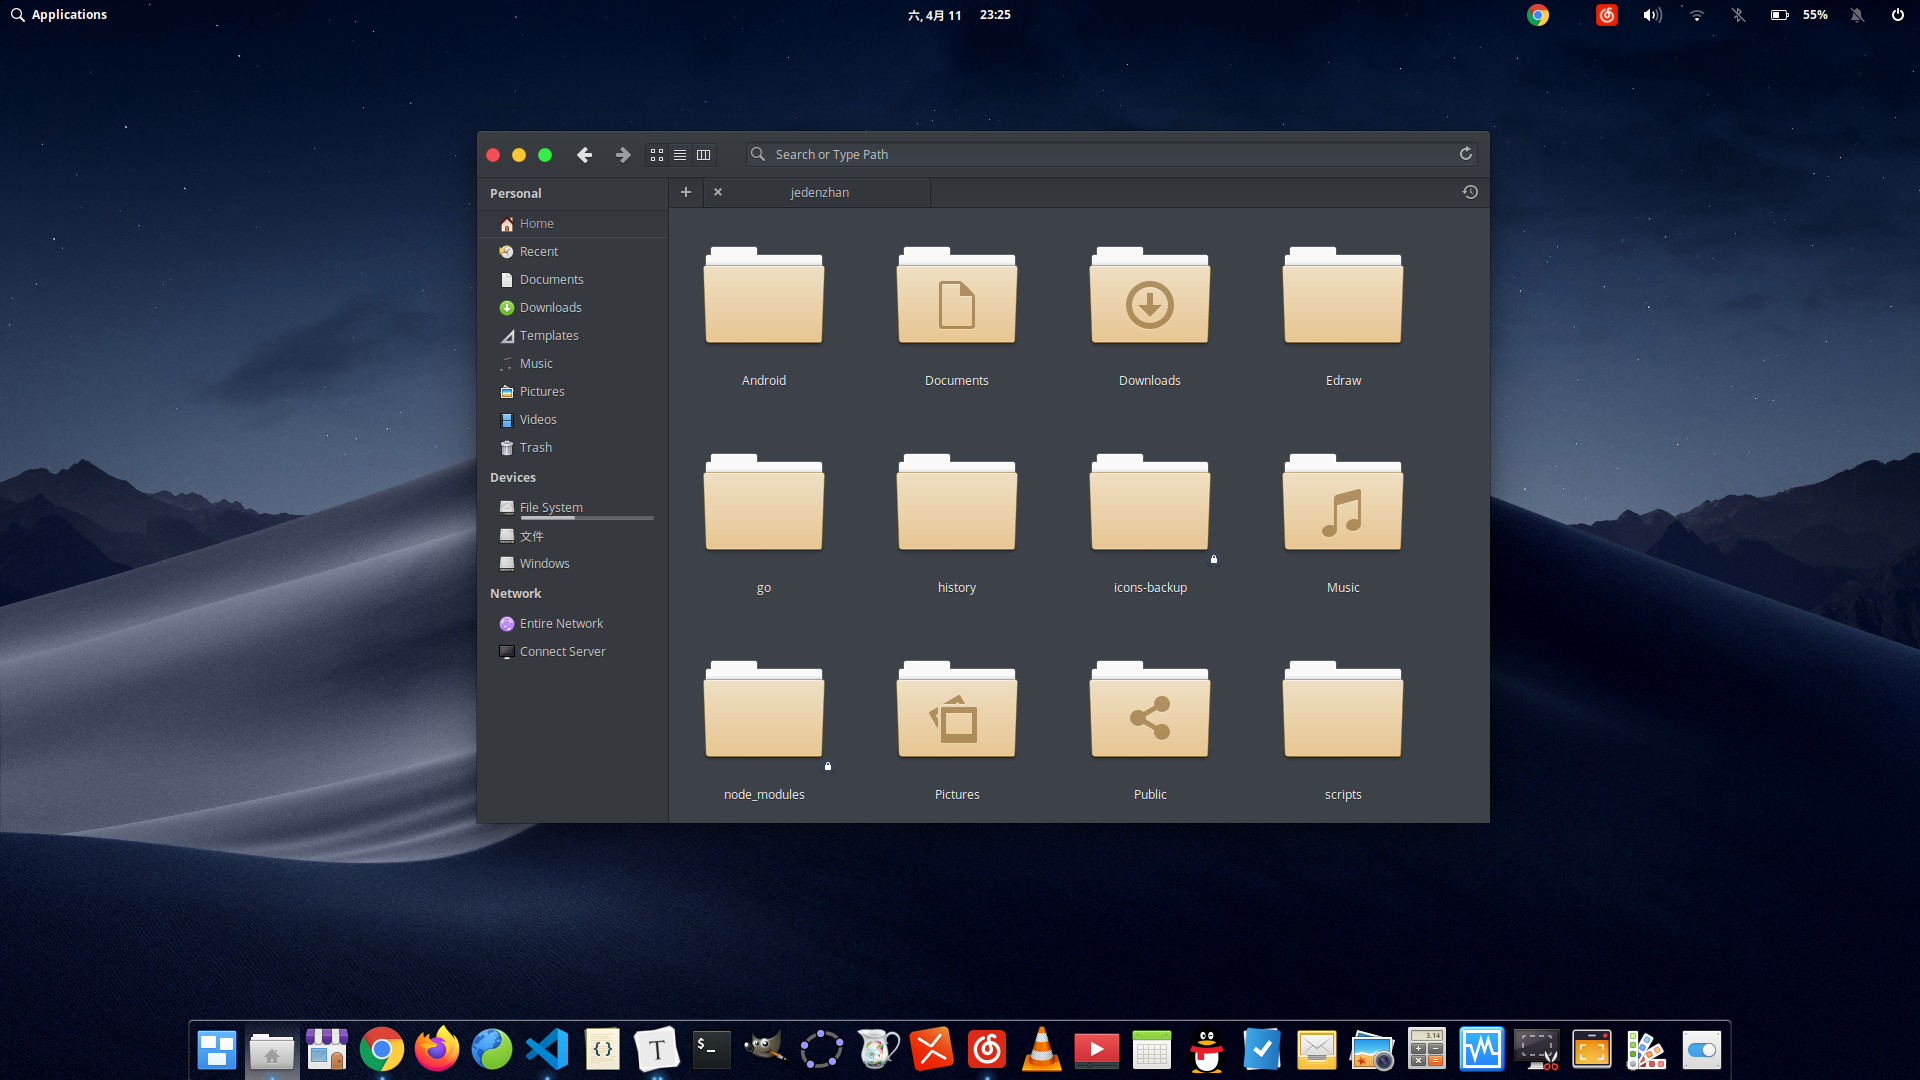 Applications
六, 4月 11 23:25
55%
Search or Type Path
Personal
jedenzhan
Home
Recent
Documents
Downloads
Templates
Music
Pictures
Videos
Trash
Devices
File System
文件
Windows
Network
Entire Network
Connect Server
Android
Documents
Downloads
Edraw
go
history
icons-backup
Music
node_modules
Pictures
Public
scripts
{}
T
$_
3.14